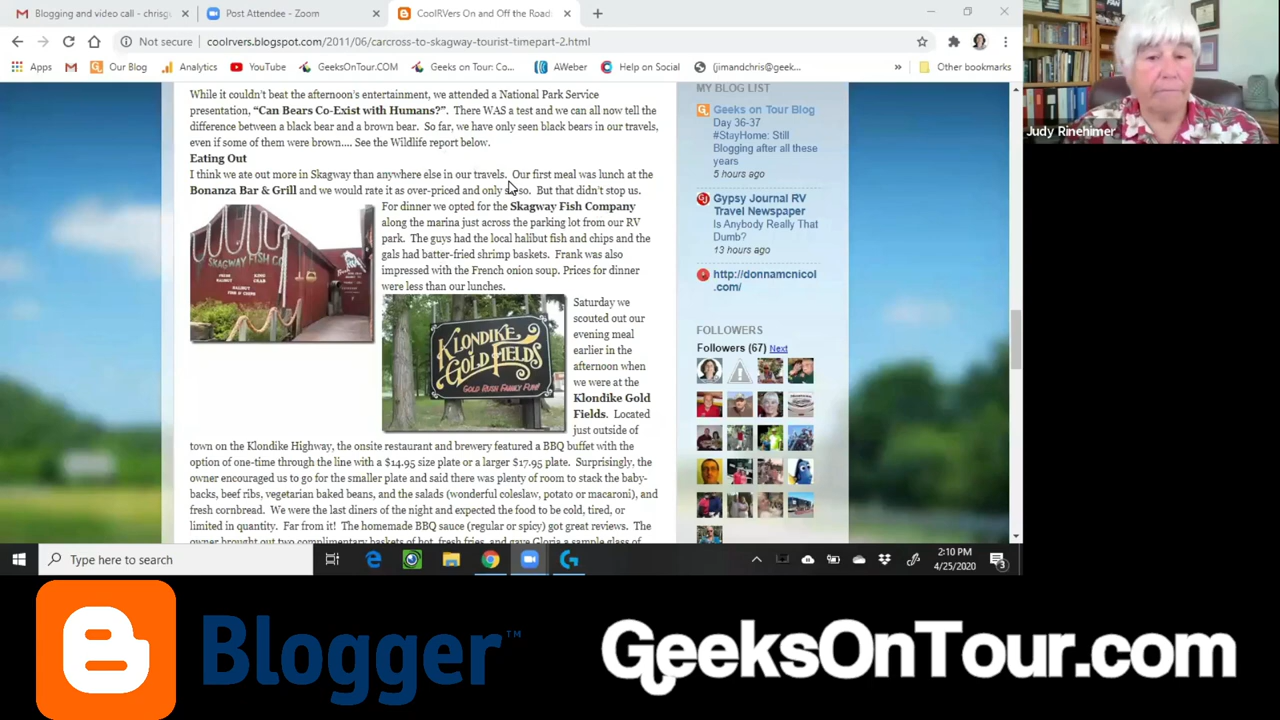 Blogging and video call - chrisgu
Post Attendee - Zoom
CoolRVers On and Off the Road:
Not secure
coolrvers.blogspot.com/2011/06/carcross-to-skagway-tourist-timepart-2.html
Apps
Our Blog
Analytics
YouTube
GeeksOnTour.COM
Geeks on Tour: Co...
AWeber
Help on Social
(jimandchris@geek...
»
Other bookmarks
While it couldn't beat the afternoon's entertainment, we attended a National Park Service
presentation, "Can Bears Co-Exist with Humans?". There WAS a test and we can all now tell the
difference between a black bear and a brown bear. So far, we have only seen black bears in our travels,
even if some of them were brown.... See the Wildlife report below.
Eating Out
I think we ate out more in Skagway than anywhere else in our travels. Our first meal was lunch at the
Bonanza Bar & Grill and we would rate it as over-priced and only so-so. But that didn't stop us.
For dinner we opted for the Skagway Fish Company
along the marina just across the parking lot from our RV
park. The guys had the local halibut fish and chips and the
gals had batter-fried shrimp baskets. Frank was also
impressed with the French onion soup. Prices for dinner
were less than our lunches.
SKAGWAY FISH CO
KLONDIKE
GOLD FIELDS
GOLD RUSH FAMILY FUN!
Saturday we
scouted out our
evening meal
earlier in the
afternoon when
we were at the
Klondike Gold
Fields. Located
just outside of
town on the Klondike Highway, the onsite restaurant and brewery featured a BBQ buffet with the
option of one-time through the line with a $14.95 size plate or a larger $17.95 plate. Surprisingly, the
owner encouraged us to go for the smaller plate and said there was plenty of room to stack the baby-
backs, beef ribs, vegetarian baked beans, and the salads (wonderful coleslaw, potato or macaroni), and
fresh cornbread. We were the last diners of the night and expected the food to be cold, tired, or
limited in quantity. Far from it! The homemade BBQ sauce (regular or spicy) got great reviews. The
owner brought out two complimentary baskets of hot, fresh fries, and gave Gloria a sample glass of
MY BLOG LIST
Geeks on Tour Blog
Day 36-37
#StayHome: Still
Blogging after all these
years
5 hours ago
Gypsy Journal RV
Travel Newspaper
Is Anybody Really That
Dumb?
13 hours ago
http://donnamcnicol
.com/
FOLLOWERS
Followers (67) Next
Judy Rinehimer
Type here to search
2:10 PM
4/25/2020
3
Blogger™
GeeksOnTour.com